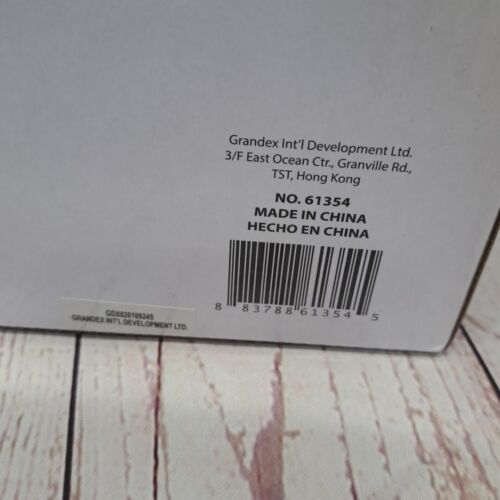 Grandex Int'l Development Ltd.
3/F East Ocean Ctr., Granville Rd.,
TST, Hong Kong
NO. 61354
MADE IN CHINA
HECHO EN CHINA
8 83788 61354 5
GDX02019924S
GRANDEX INT'L DEVELOPMENT LTD.